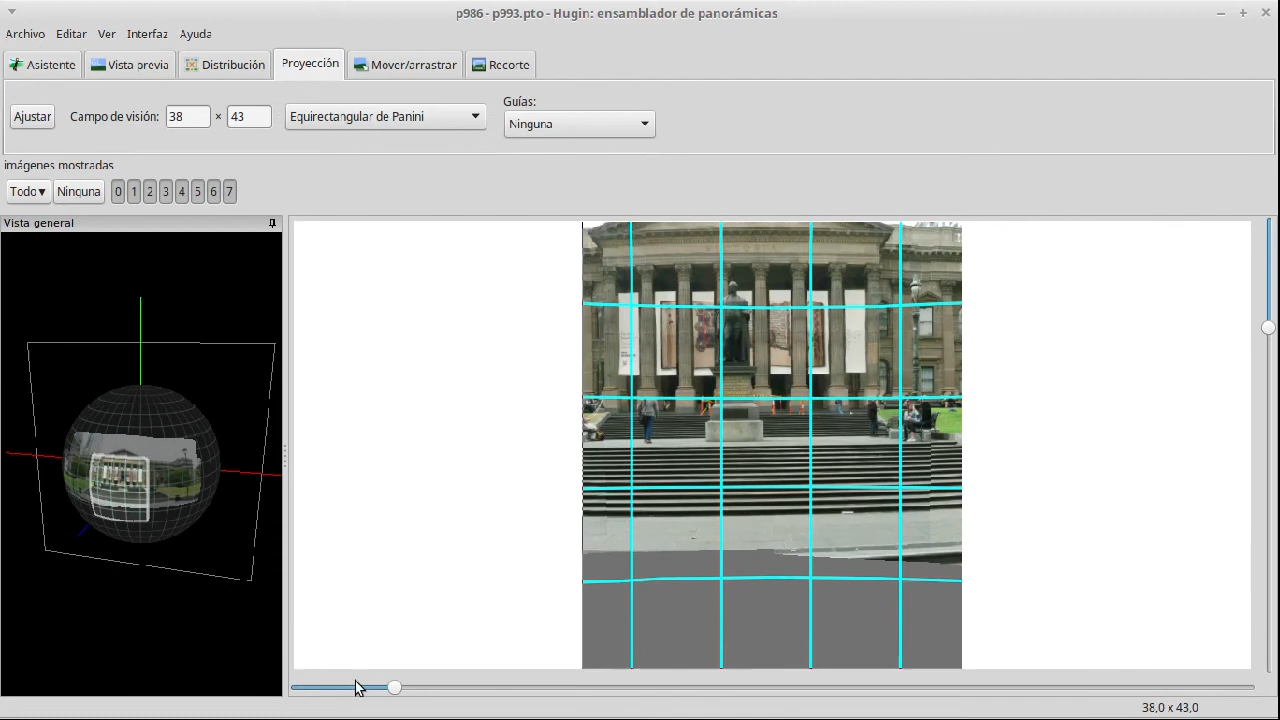 p986 - p993.pto - Hugin: ensamblador de panorámicas
Archivo Editar Ver Interfaz Ayuda
Asistente Vista previa Distribución Proyección Mover/arrastrar Recorte
Guías:
Ajustar Campo de visión: 38 × 43 Equirectangular de Panini Ninguna
imágenes mostradas
Todo Ninguna 0 1 2 3 4 5 6 7
Vista general
38,0 x 43,0